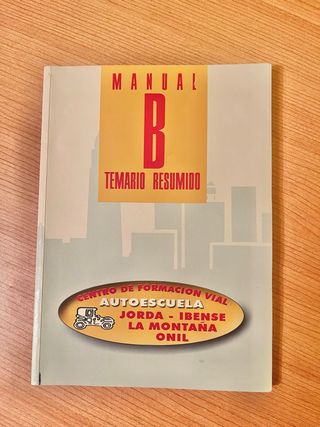 MANUAL
B
TEMARIO RESUMIDO
CENTRO DE FORMACION VIAL
AUTOESCUELA
JORDA - IBENSE
LA MONTAÑA
ONIL